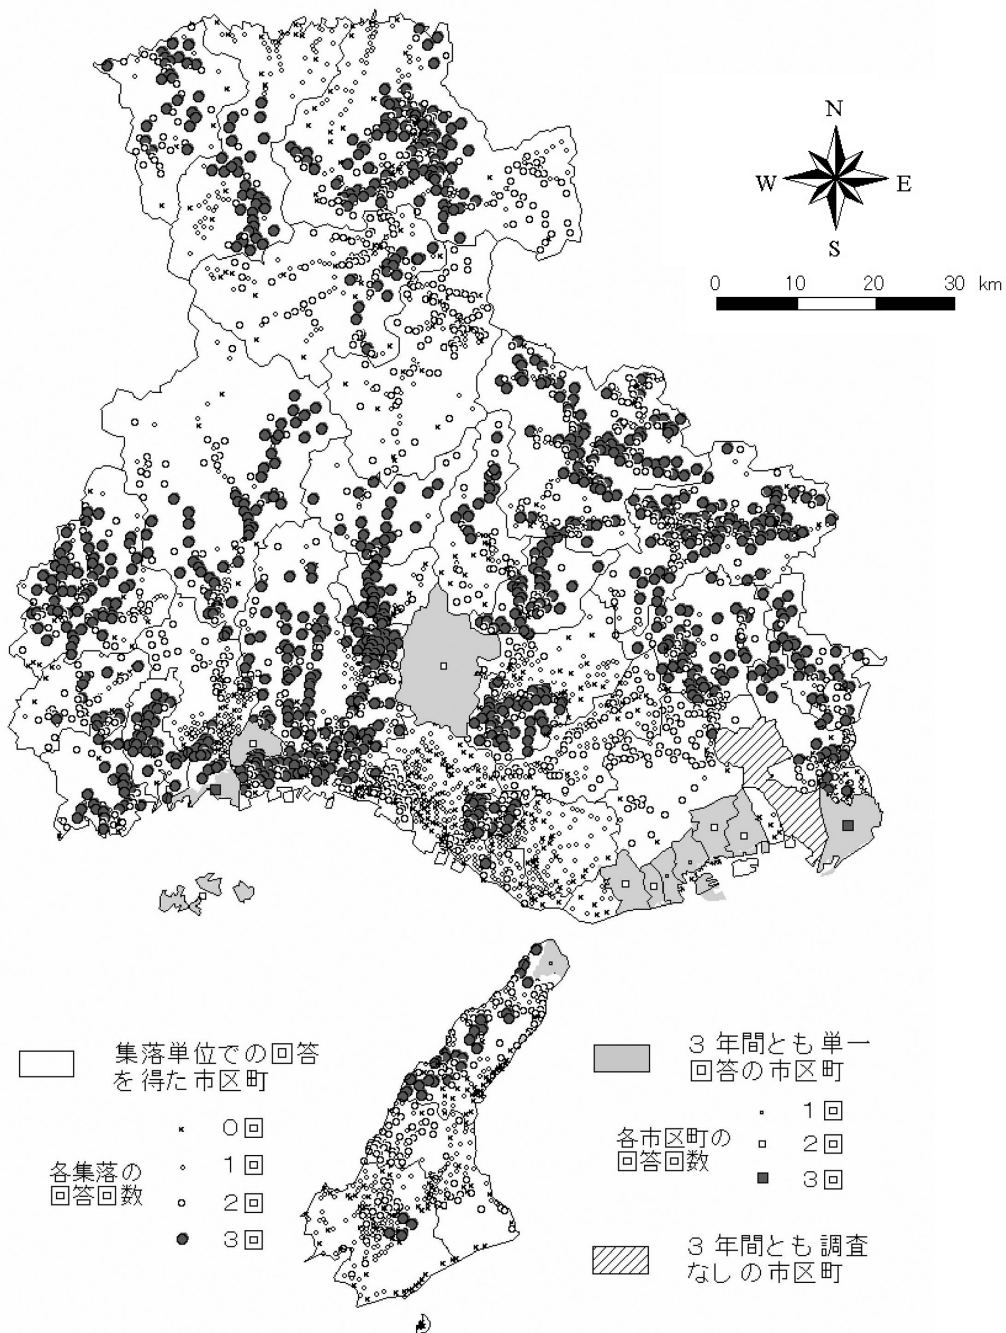 N
W
E
S
0
10
20
30
km
集落単位での回答
を得た市区町
各集落の
回答回数
0回
1回
2回
3回
3年間とも単一
回答の市区町
各市区町の
回答回数
1回
2回
3回
3年間とも調査
なしの市区町